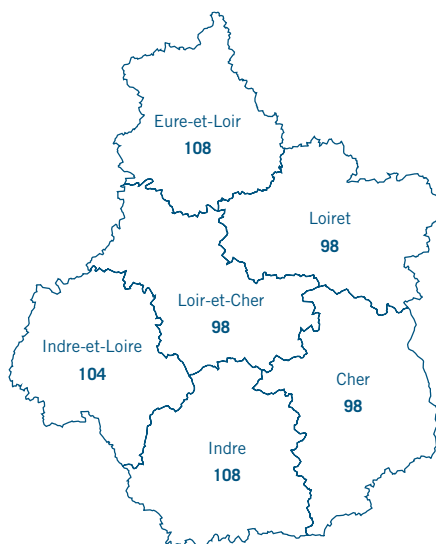 Eure-et-Loir
108
Loiret
98
Loir-et-Cher
98
Indre-et-Loire
104
Cher
98
Indre
108